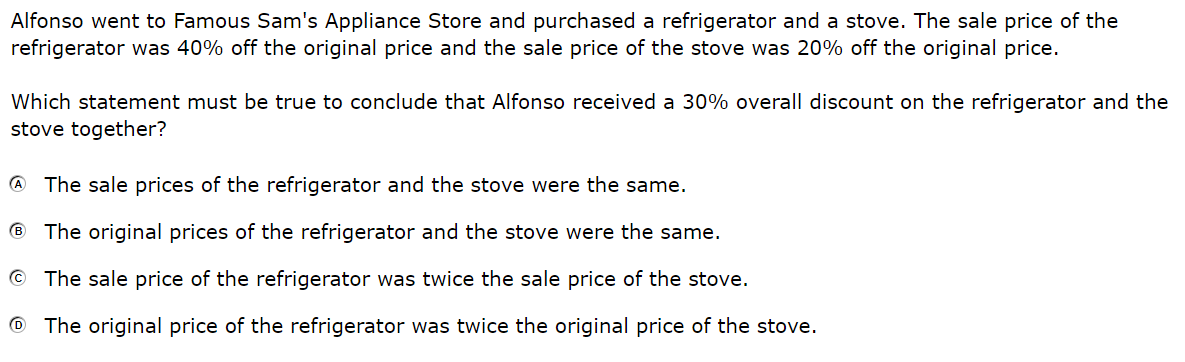 Alfonso went to Famous Sam's Appliance Store and purchased a refrigerator and a stove. The sale price of the
refrigerator was 40% off the original price and the sale price of the stove was 20% off the original price.
Which statement must be true to conclude that Alfonso received a 30% overall discount on the refrigerator and the
stove together?
Ⓐ The sale prices of the refrigerator and the stove were the same.
Ⓑ The original prices of the refrigerator and the stove were the same.
Ⓒ The sale price of the refrigerator was twice the sale price of the stove.
Ⓓ The original price of the refrigerator was twice the original price of the stove.